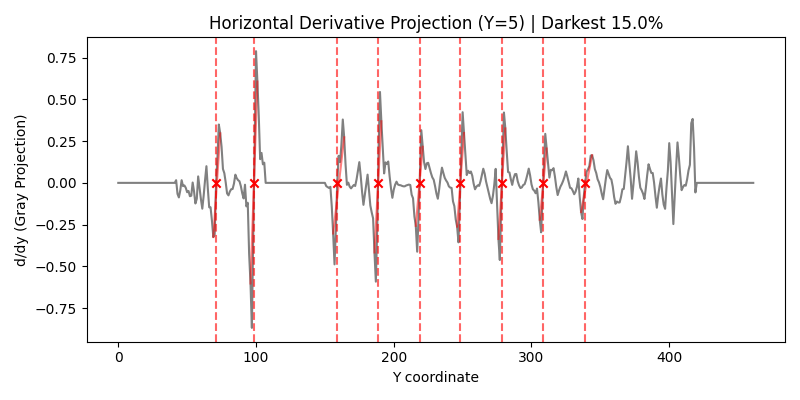 Horizontal Derivative Projection (Y=5) | Darkest 15.0%
d/dy (Gray Projection)
0.75
0.50
0.25
0.00
−0.25
−0.50
−0.75
0 100 200 300 400
Y coordinate